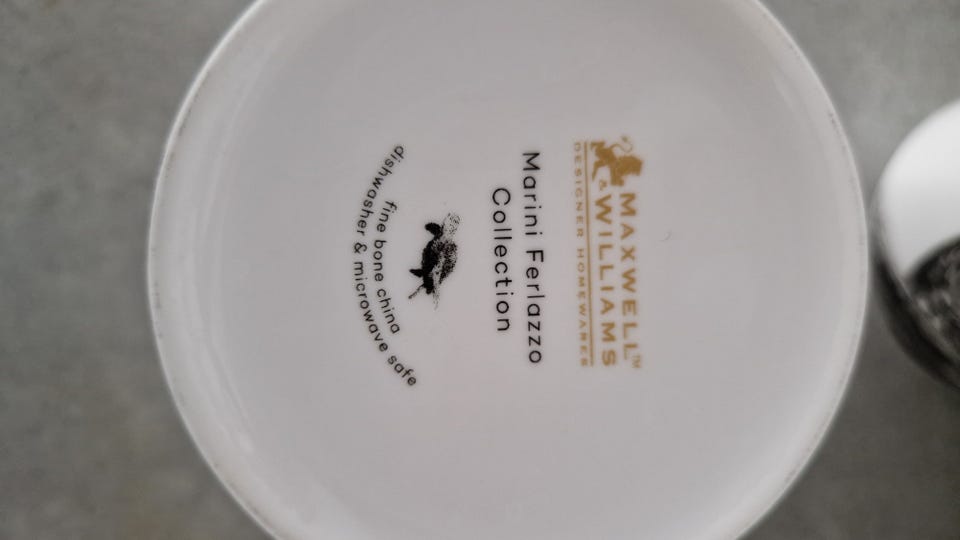 MAXWELL™
& WILLIAMS
DESIGNER HOMEWARES
Marini Ferlazzo
Collection
fine bone china
dishwasher & microwave safe